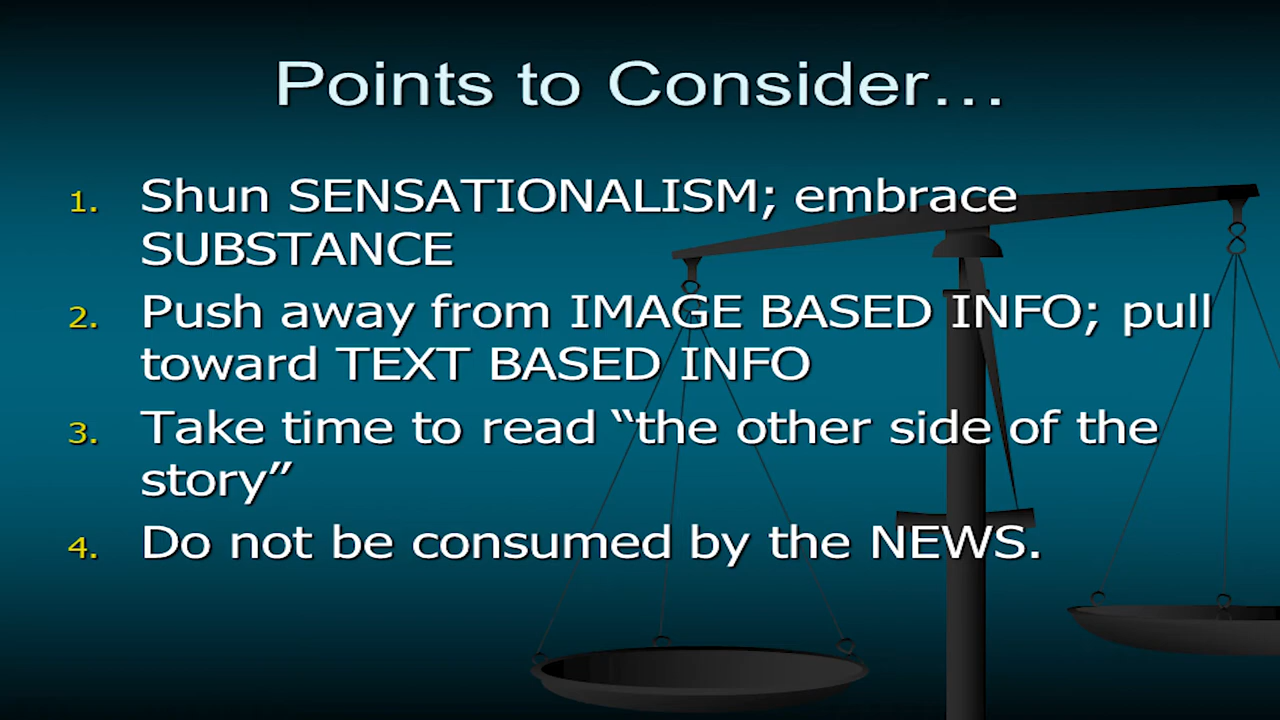 Points to Consider…
1. Shun SENSATIONALISM; embrace
SUBSTANCE
2. Push away from IMAGE BASED INFO; pull
toward TEXT BASED INFO
3. Take time to read “the other side of the
story”
4. Do not be consumed by the NEWS.